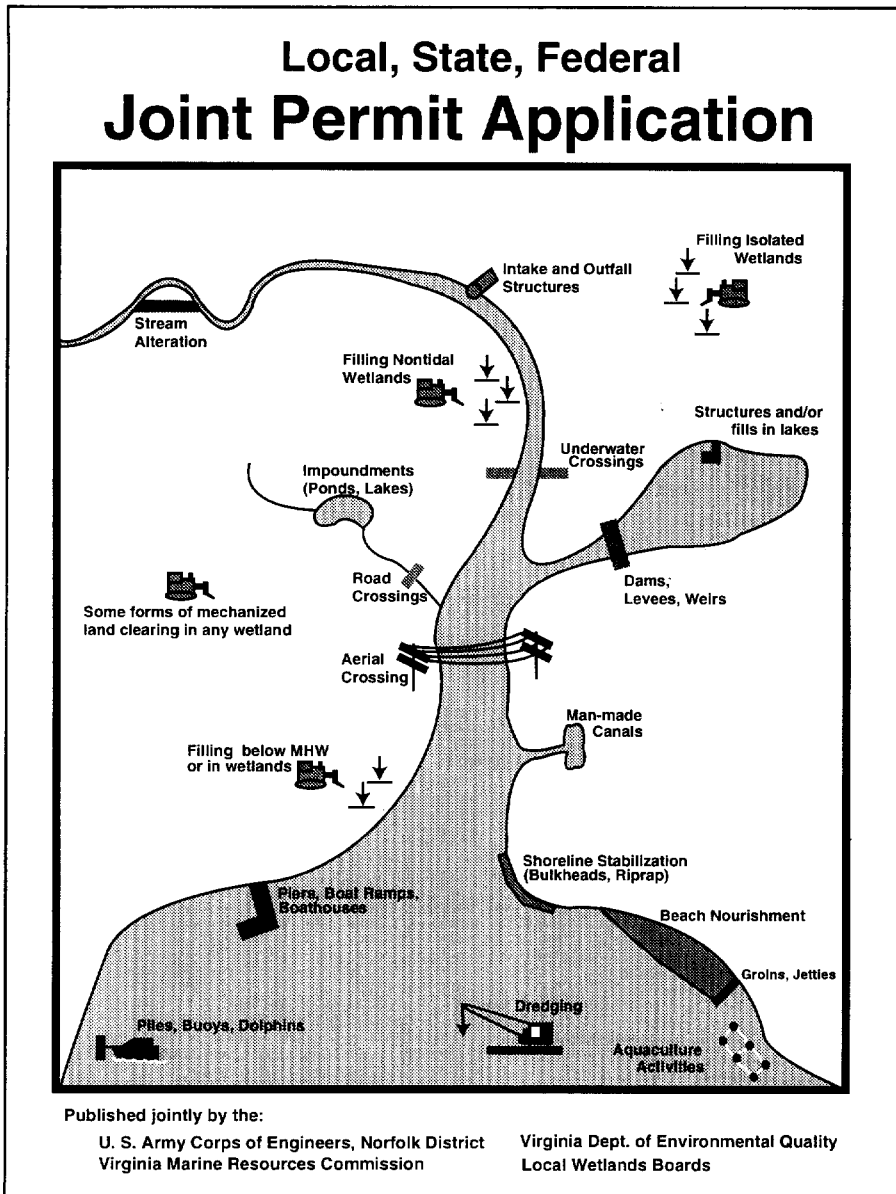 Local, State, Federal
Joint Permit Application
Filling Isolated
Wetlands
Intake and Outfall
Structures
Stream
Alteration
Filling Nontidal
Wetlands
Structures and/or
fills in lakes
Underwater
Crossings
Impoundments
(Ponds, Lakes)
Road
Crossings
Dams,
Levees, Weirs
Some forms of mechanized
land clearing in any wetland
Aerial
Crossing
Man-made
Canals
Filling below MHW
or in wetlands
Shoreline Stabilization
(Bulkheads, Riprap)
Piers, Boat Ramps,
Boathouses
Beach Nourishment
Groins, Jetties
Dredging
Piles, Buoys, Dolphins
Aquaculture
Activities
Published jointly by the:
U. S. Army Corps of Engineers, Norfolk District
Virginia Dept. of Environmental Quality
Virginia Marine Resources Commission
Local Wetlands Boards